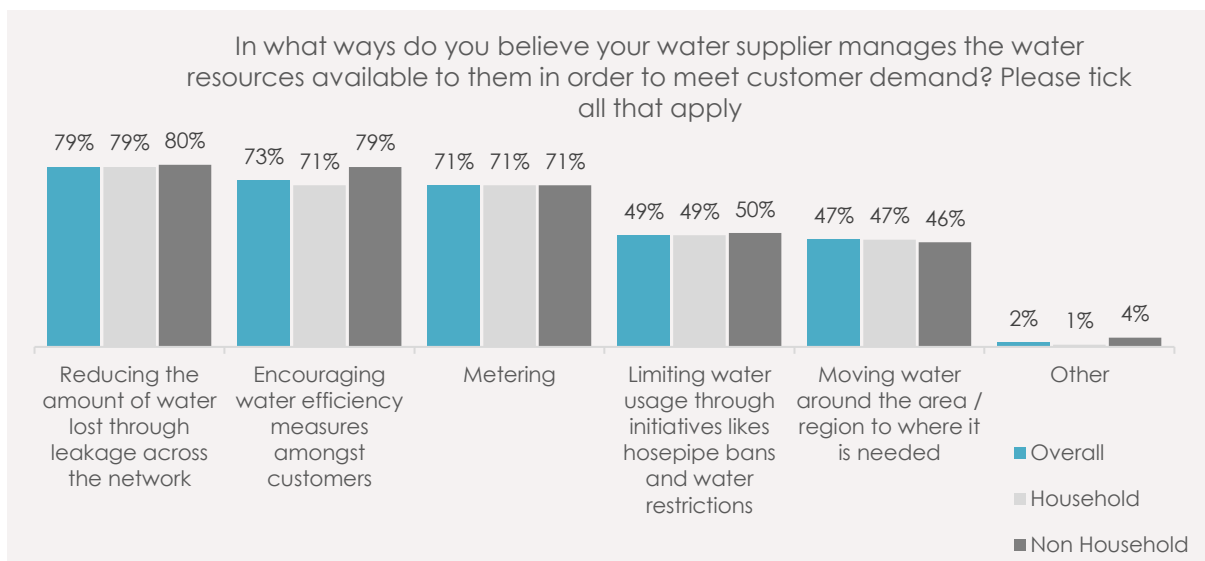 In what ways do you believe your water supplier manages the water
resources available to them in order to meet customer demand? Please tick
all that apply
79% 79% 80%
73% 71% 79%
71% 71% 71%
49% 49% 50%
47% 47% 46%
2% 1% 4%
Reducing the
amount of water
lost through
leakage across
the network
Encouraging
water efficiency
measures
amongst
customers
Metering
Limiting water
usage through
initiatives likes
hosepipe bans
and water
restrictions
Moving water
around the area /
region to where it
is needed
Other
Overall
Household
Non Household